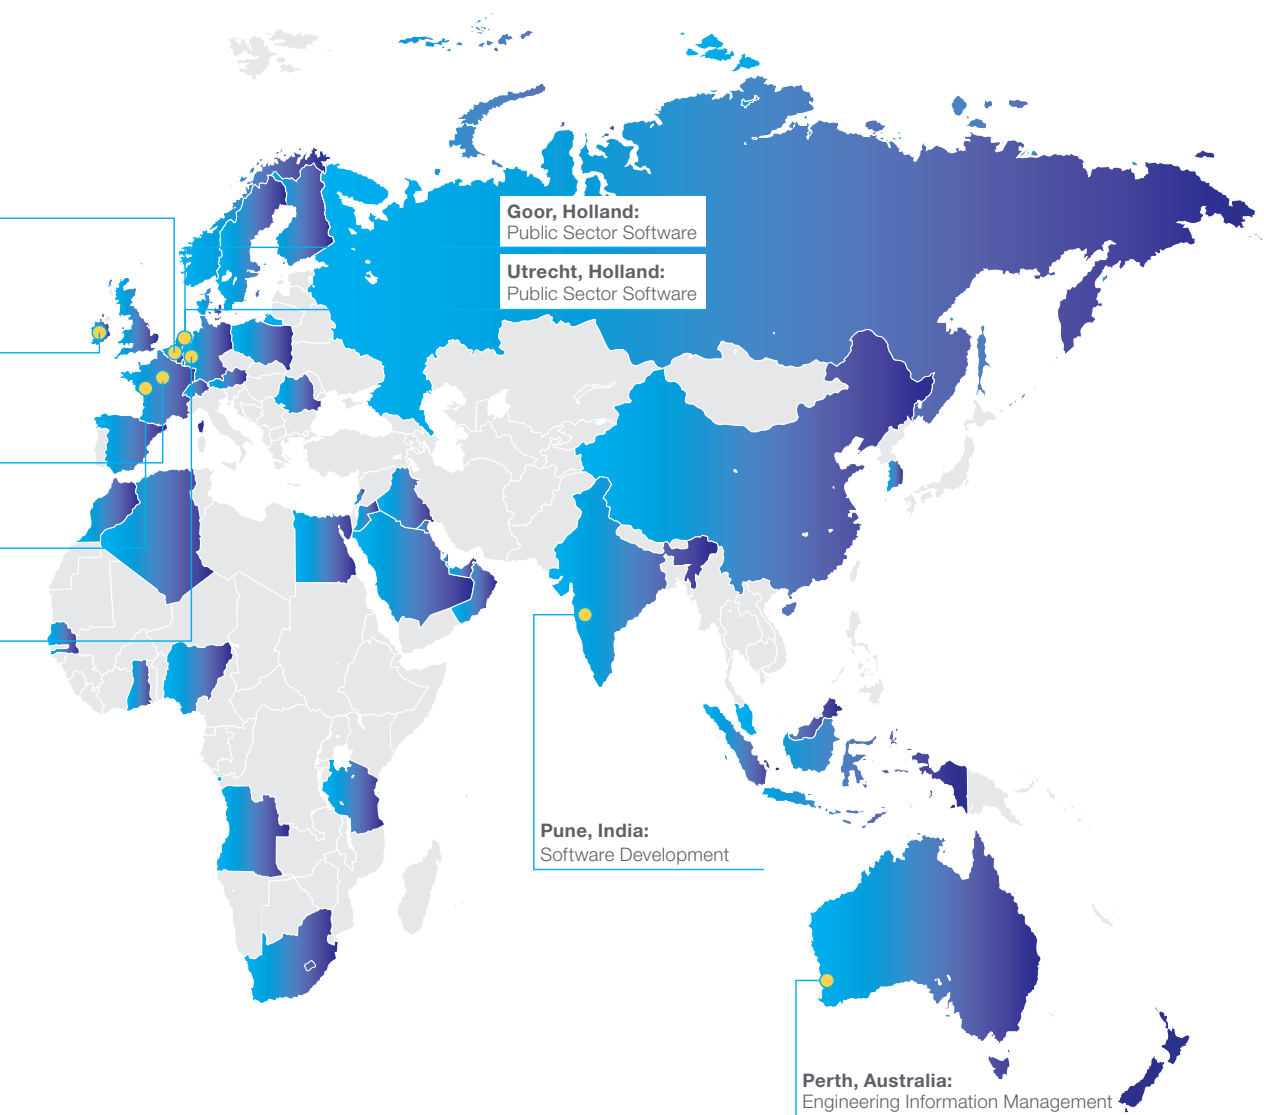 Goor, Holland:
Public Sector Software
Utrecht, Holland:
Public Sector Software
Pune, India:
Software Development
Perth, Australia:
Engineering Information Management